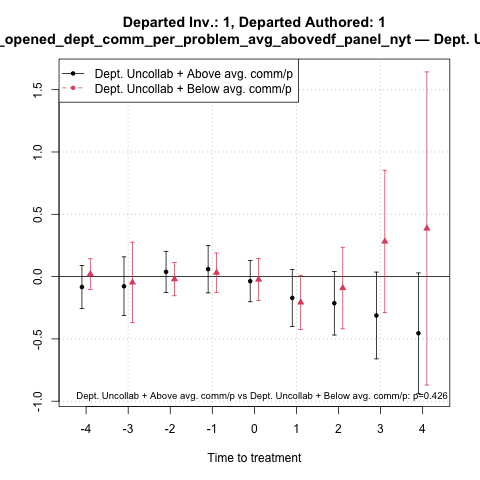 Departed Inv.: 1, Departed Authored: 1
_opened_dept_comm_per_problem_avg_abovedf_panel_nyt — Dept. U
Dept. Uncollab + Above avg. comm/p
Dept. Uncollab + Below avg. comm/p
1.5
1.0
0.5
0.0
-0.5
-1.0
Dept. Uncollab + Above avg. comm/p vs Dept. Uncollab + Below avg. comm/p: p=0.426
-4 -3 -2 -1 0 1 2 3 4
Time to treatment